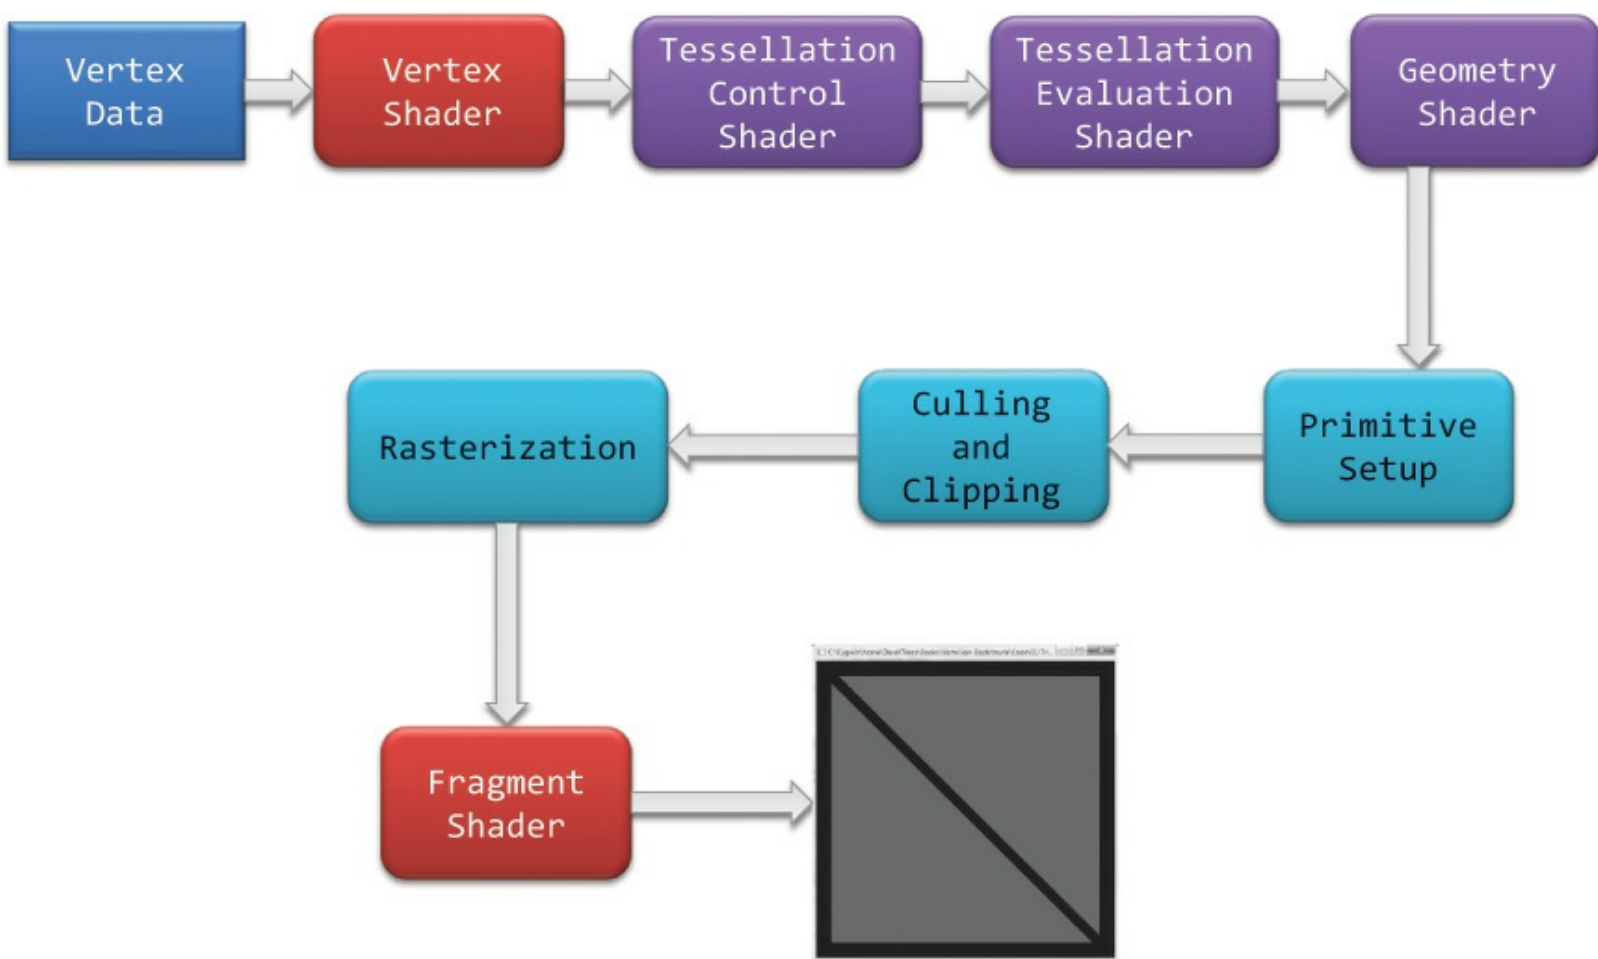 Vertex
Data
Vertex
Shader
Tessellation
Control
Shader
Tessellation
Evaluation
Shader
Geometry
Shader
Primitive
Setup
Culling
and
Clipping
Rasterization
Fragment
Shader